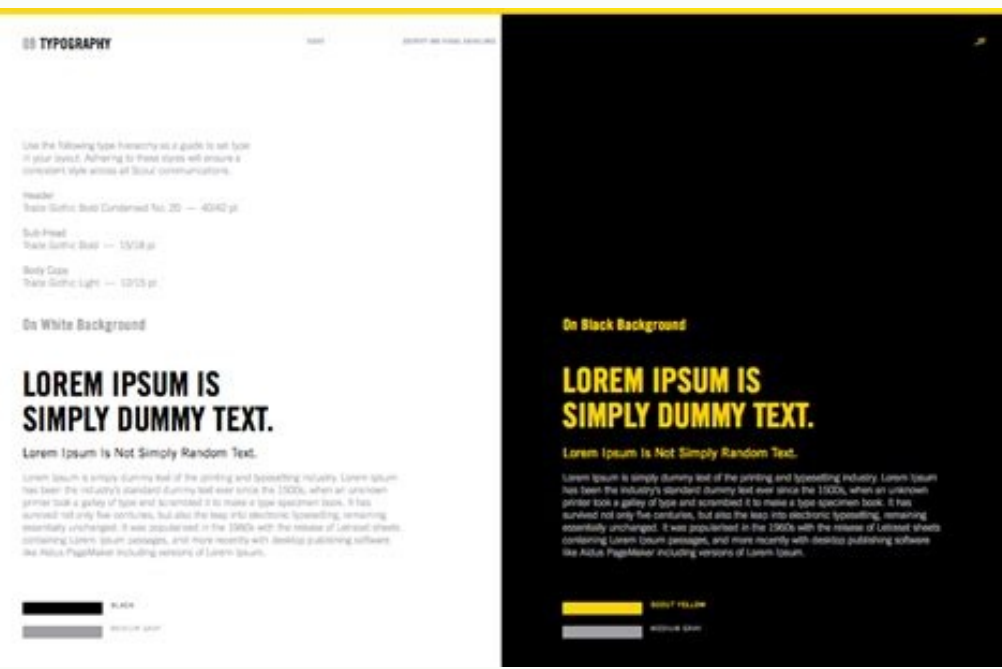 09 TYPOGRAPHY
Use the following type hierarchy as a guide to set type
in your layout. Adhering to these styles will ensure a
consistent style across all Scout communications.
Header
Trade Gothic Bold Condensed No. 20 — 40/42 pt
Sub-Head
Trade Gothic Bold — 15/18 pt
Body Copy
Trade Gothic Light — 12/15 pt
On White Background
LOREM IPSUM IS
SIMPLY DUMMY TEXT.
Lorem Ipsum Is Not Simply Random Text.
Lorem Ipsum is simply dummy text of the printing and typesetting industry. Lorem Ipsum
has been the industry's standard dummy text ever since the 1500s, when an unknown
printer took a galley of type and scrambled it to make a type specimen book. It has
survived not only five centuries, but also the leap into electronic typesetting, remaining
essentially unchanged. It was popularised in the 1960s with the release of Letraset sheets
containing Lorem Ipsum passages, and more recently with desktop publishing software
like Aldus PageMaker including versions of Lorem Ipsum.
BLACK
MEDIUM GRAY
On Black Background
LOREM IPSUM IS
SIMPLY DUMMY TEXT.
Lorem Ipsum Is Not Simply Random Text.
Lorem Ipsum is simply dummy text of the printing and typesetting industry. Lorem Ipsum
has been the industry's standard dummy text ever since the 1500s, when an unknown
printer took a galley of type and scrambled it to make a type specimen book. It has
survived not only five centuries, but also the leap into electronic typesetting, remaining
essentially unchanged. It was popularised in the 1960s with the release of Letraset sheets
containing Lorem Ipsum passages, and more recently with desktop publishing software
like Aldus PageMaker including versions of Lorem Ipsum.
SCOUT YELLOW
MEDIUM GRAY